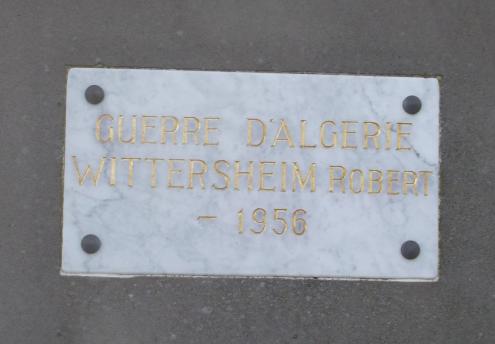 GUERRE D'ALGERIE
WITTERSHEIM ROBERT
- 1956